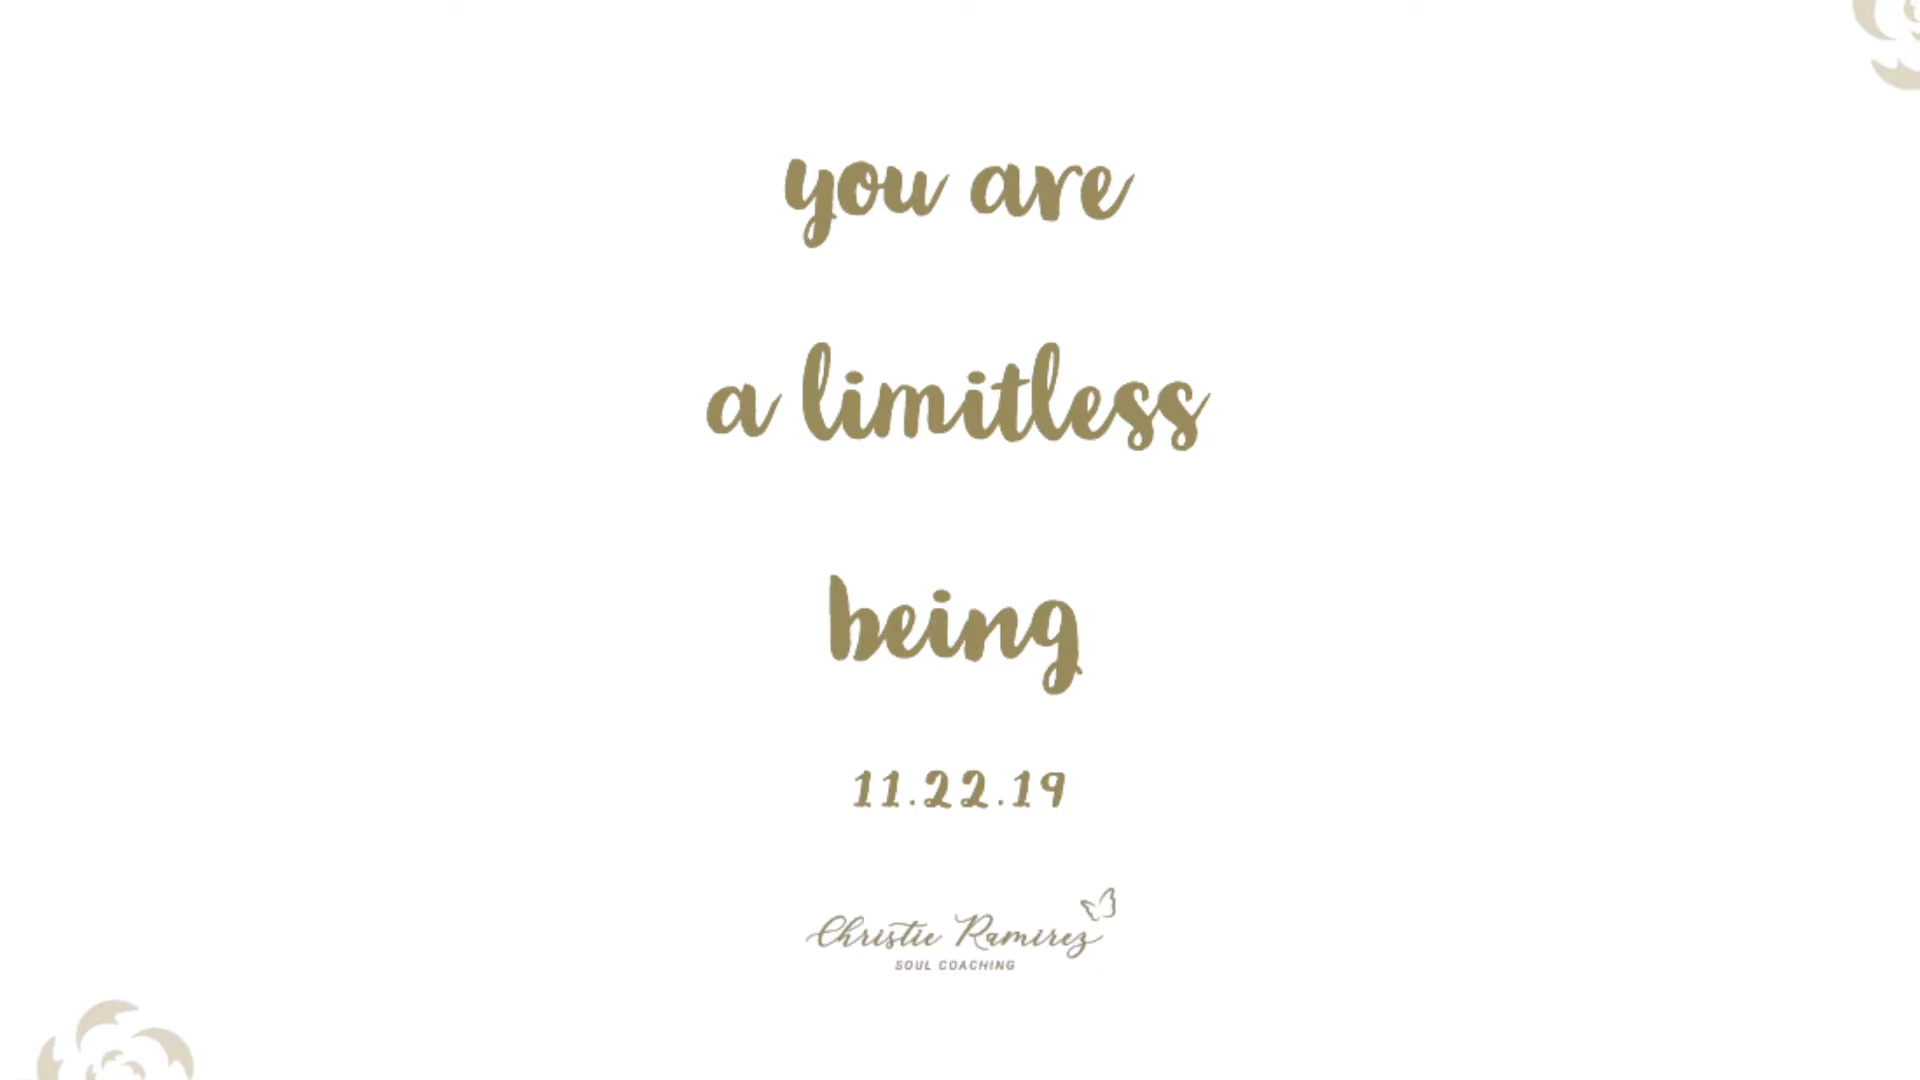 you are
a limitless
being
11.22.19
Christie Ramirez
SOUL COACHING